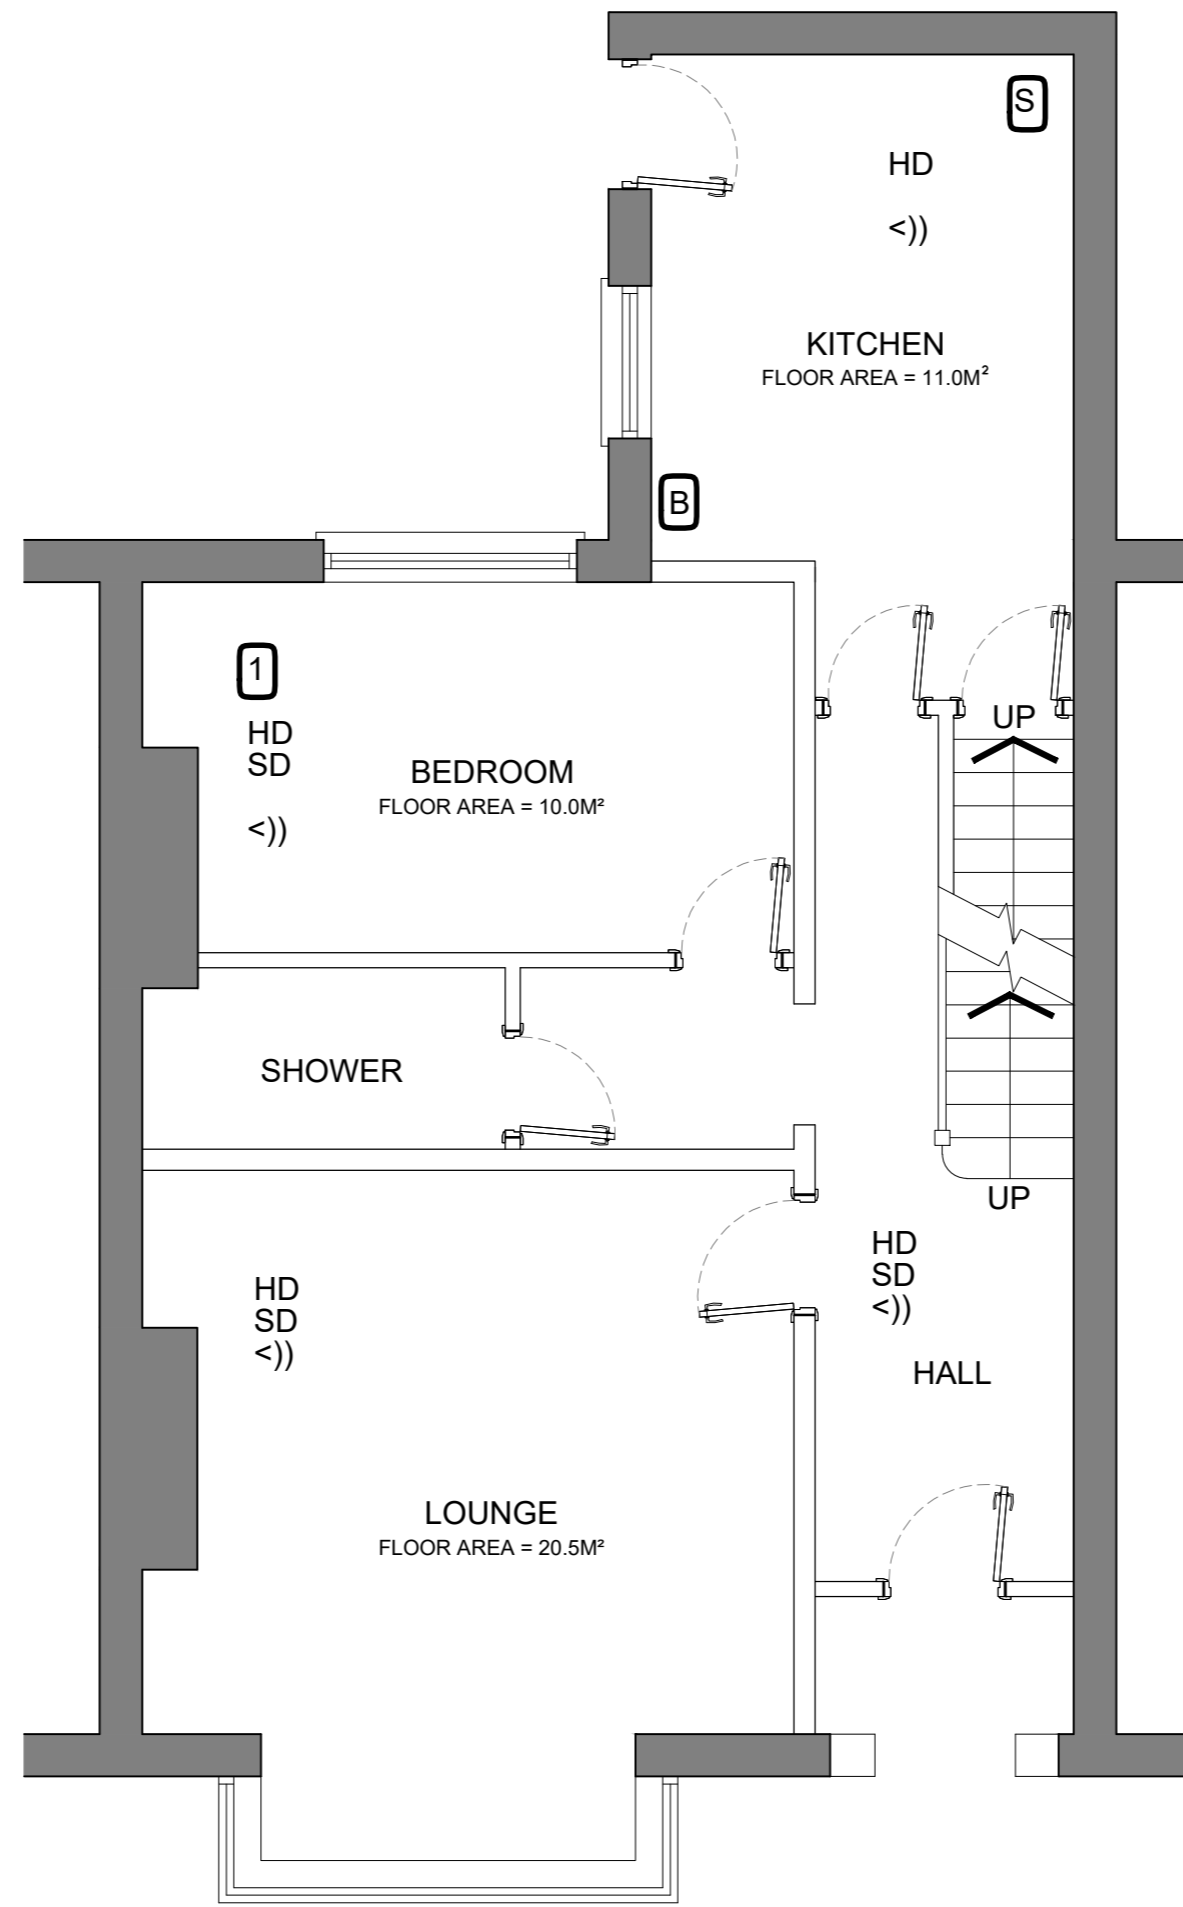 S
HD
<))
KITCHEN
FLOOR AREA = 11.0M²
B
1
HD
SD
<))
BEDROOM
FLOOR AREA = 10.0M²
UP
SHOWER
UP
HD
SD
<))
HALL
HD
SD
<))
LOUNGE
FLOOR AREA = 20.5M²